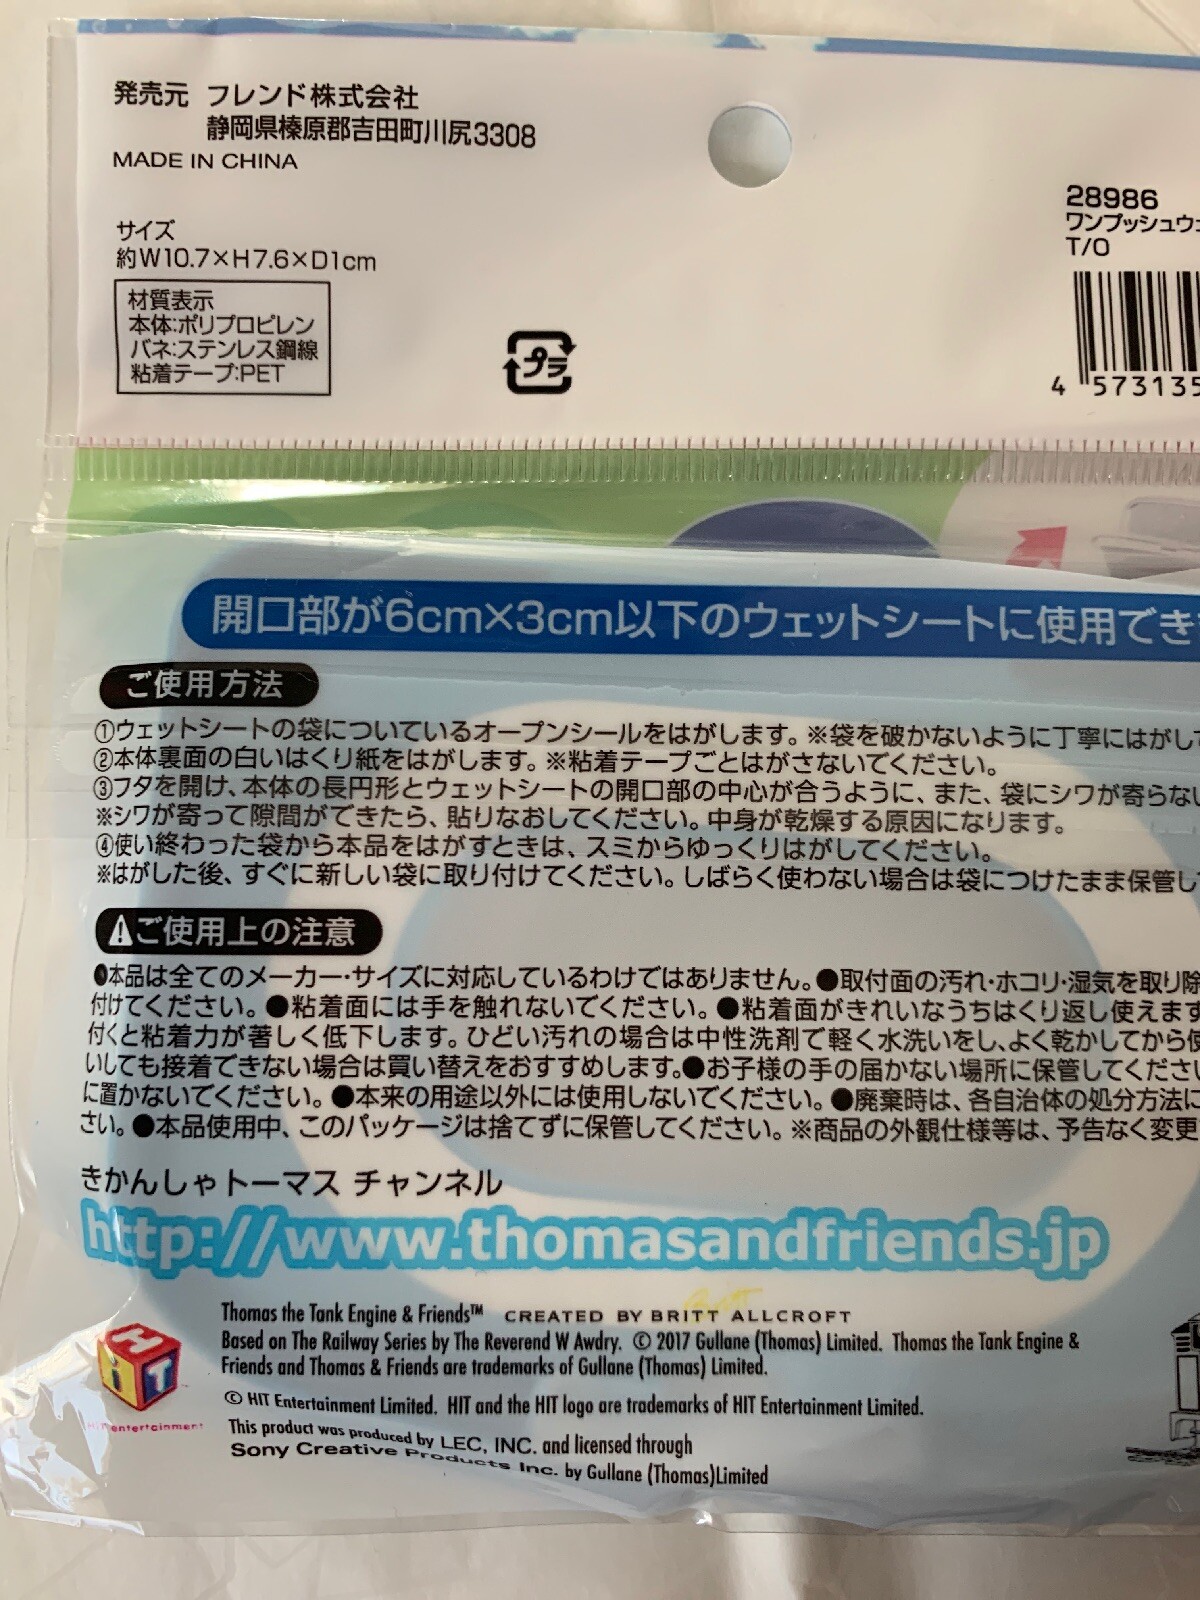 発売元 フレンド株式会社
静岡県榛原郡吉田町川尻3308
MADE IN CHINA
サイズ
約W10.7×H7.6×D1cm
材質表示
本体:ポリプロピレン
バネ:ステンレス鋼線
粘着テープ:PET
プラ
28986
ワンプッシュウェ
T/O
4 573135
開口部が6cm×3cm以下のウェットシートに使用でき
ご使用方法
①ウェットシートの袋についているオープンシールをはがします。※袋を破かないように丁寧にはがして
②本体裏面の白いはくり紙をはがします。※粘着テープごとはがさないでください。
③フタを開け、本体の長円形とウェットシートの開口部の中心が合うように、また、袋にシワが寄らない
※シワが寄って隙間ができたら、貼りなおしてください。中身が乾燥する原因になります。
④使い終わった袋から本品をはがすときは、スミからゆっくりはがしてください。
※はがした後、すぐに新しい袋に取り付けてください。しばらく使わない場合は袋につけたまま保管して
ご使用上の注意
●本品は全てのメーカー・サイズに対応しているわけではありません。●取付面の汚れ・ホコリ・湿気を取り除
付けてください。●粘着面には手を触れないでください。●粘着面がきれいなうちはくり返し使えます
付くと粘着力が著しく低下します。ひどい汚れの場合は中性洗剤で軽く水洗いをし、よく乾かしてから使
いしても接着できない場合は買い替えをおすすめします。●お子様の手の届かない場所に保管してください
に置かないでください。●本来の用途以外には使用しないでください。●廃棄時は、各自治体の処分方法に
さい。●本品使用中、このパッケージは捨てずに保管してください。※商品の外観仕様等は、予告なく変更
きかんしゃトーマス チャンネル
http://www.thomasandfriends.jp
Thomas the Tank Engine & Friends™ CREATED BY BRITT ALLCROFT
Based on The Railway Series by The Reverend W Awdry. © 2017 Gullane (Thomas) Limited. Thomas the Tank Engine &
Friends and Thomas & Friends are trademarks of Gullane (Thomas) Limited.
HiT
HiT entertainment
© HIT Entertainment Limited. HIT and the HIT logo are trademarks of HIT Entertainment Limited.
This product was produced by LEC, INC. and licensed through
Sony Creative Products Inc. by Gullane (Thomas)Limited